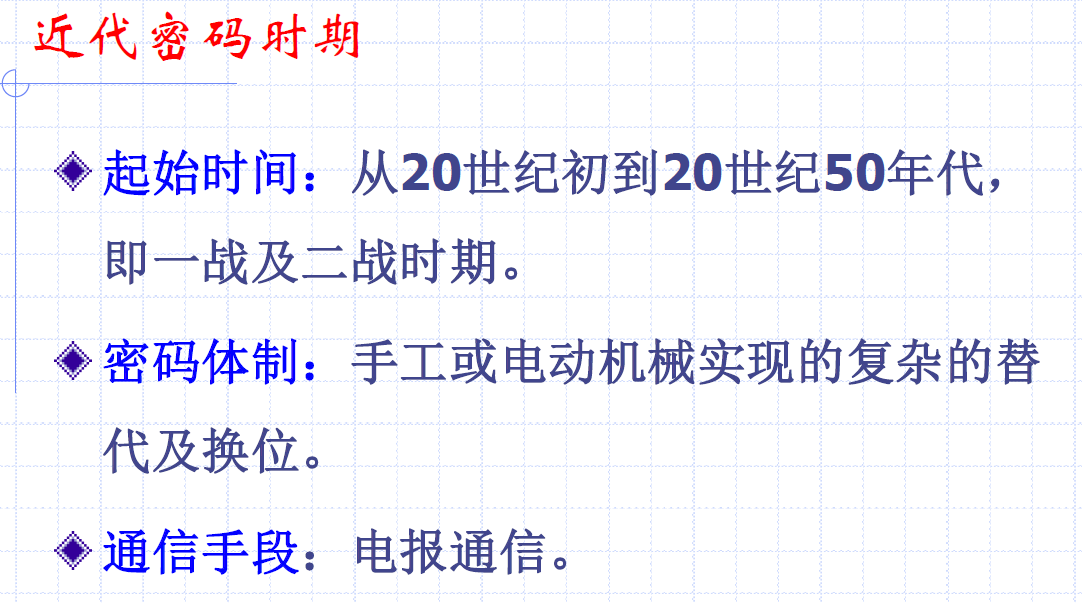 近代密码时期
起始时间：从20世纪初到20世纪50年代，
即一战及二战时期。
密码体制：手工或电动机械实现的复杂的替
代及换位。
通信手段：电报通信。